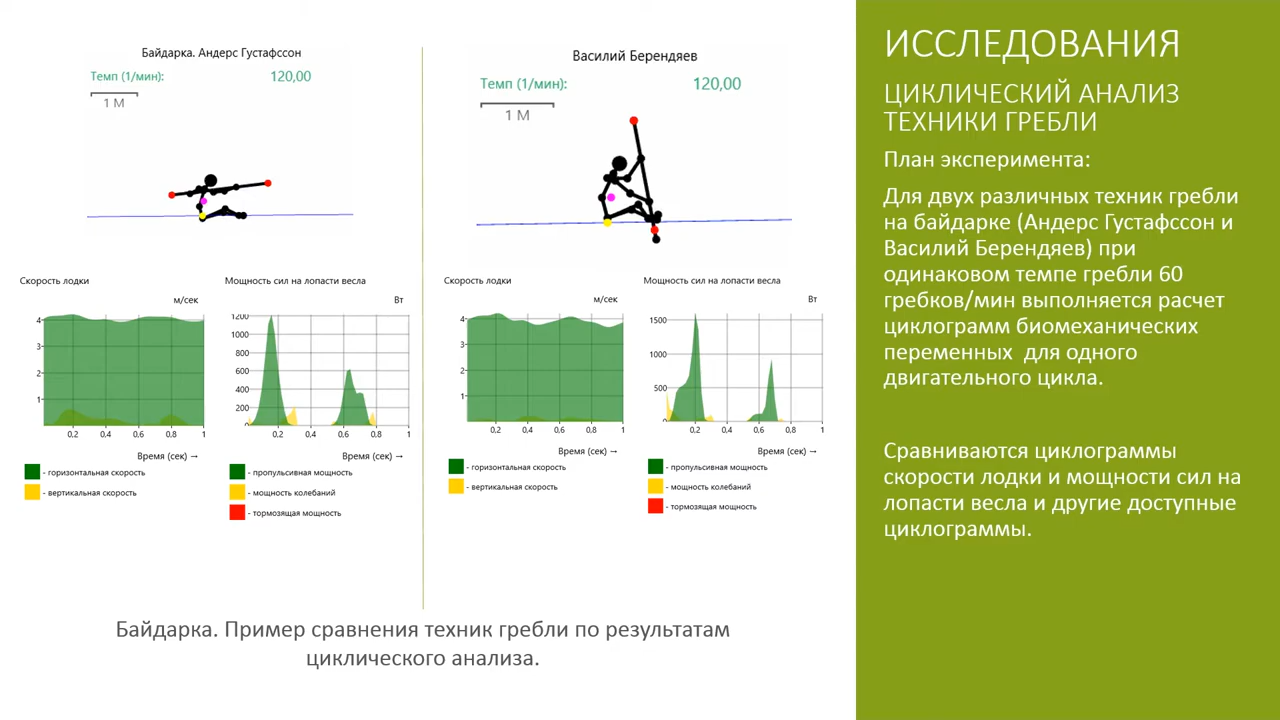 Байдарка. Андерс Густафссон
Темп (1/мин): 120,00
1 М
Скорость лодки
м/сек
4
3
2
1
0,2 0,4 0,6 0,8 1
Время (сек) →
- горизонтальная скорость
- вертикальная скорость
Мощность сил на лопасти весла
Вт
1200
800
600
400
200
0
0,2 0,4 0,6 0,8 1
Время (сек) →
- пропульсивная мощность
- мощность колебаний
- тормозящая мощность
Василий Берендяев
Темп (1/мин): 120,00
1 М
Скорость лодки
м/сек
4
3
2
1
0,2 0,4 0,6 0,8 1
Время (сек) →
- горизонтальная скорость
- вертикальная скорость
Мощность сил на лопасти весла
Вт
1500
1000
500
0
0,2 0,4 0,6 0,8 1
Время (сек) →
- пропульсивная мощность
- мощность колебаний
- тормозящая мощность
Байдарка. Пример сравнения техник гребли по результатам
циклического анализа.
ИССЛЕДОВАНИЯ
ЦИКЛИЧЕСКИЙ АНАЛИЗ
ТЕХНИКИ ГРЕБЛИ
План эксперимента:
Для двух различных техник гребли
на байдарке (Андерс Густафссон и
Василий Берендяев) при
одинаковом темпе гребли 60
гребков/мин выполняется расчет
циклограмм биомеханических
переменных для одного
двигательного цикла.
Сравниваются циклограммы
скорости лодки и мощности сил на
лопасти весла и другие доступные
циклограммы.